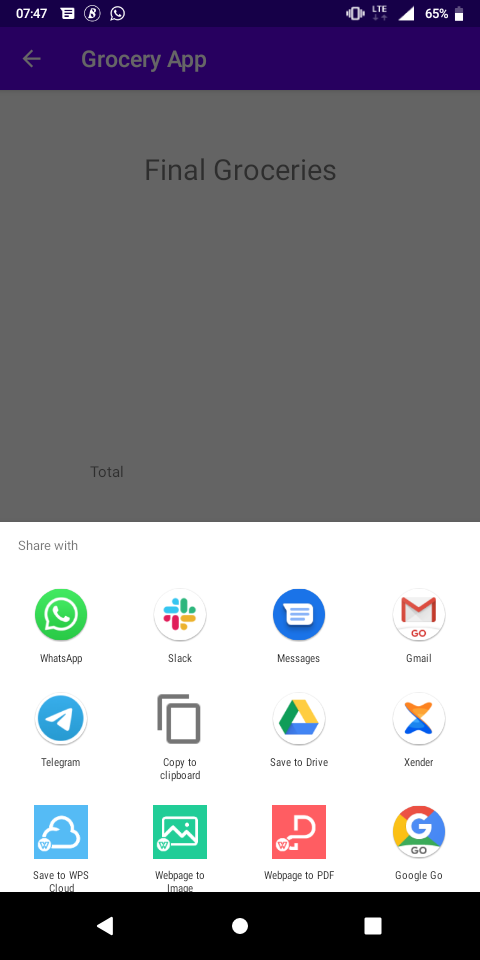 07:47 LTE 65%
Grocery App
Final Groceries
Total
Share with
GO
WhatsApp Slack Messages Gmail
Telegram Copy to clipboard Save to Drive Xender
GO
Save to WPS Cloud Webpage to Image Webpage to PDF Google Go